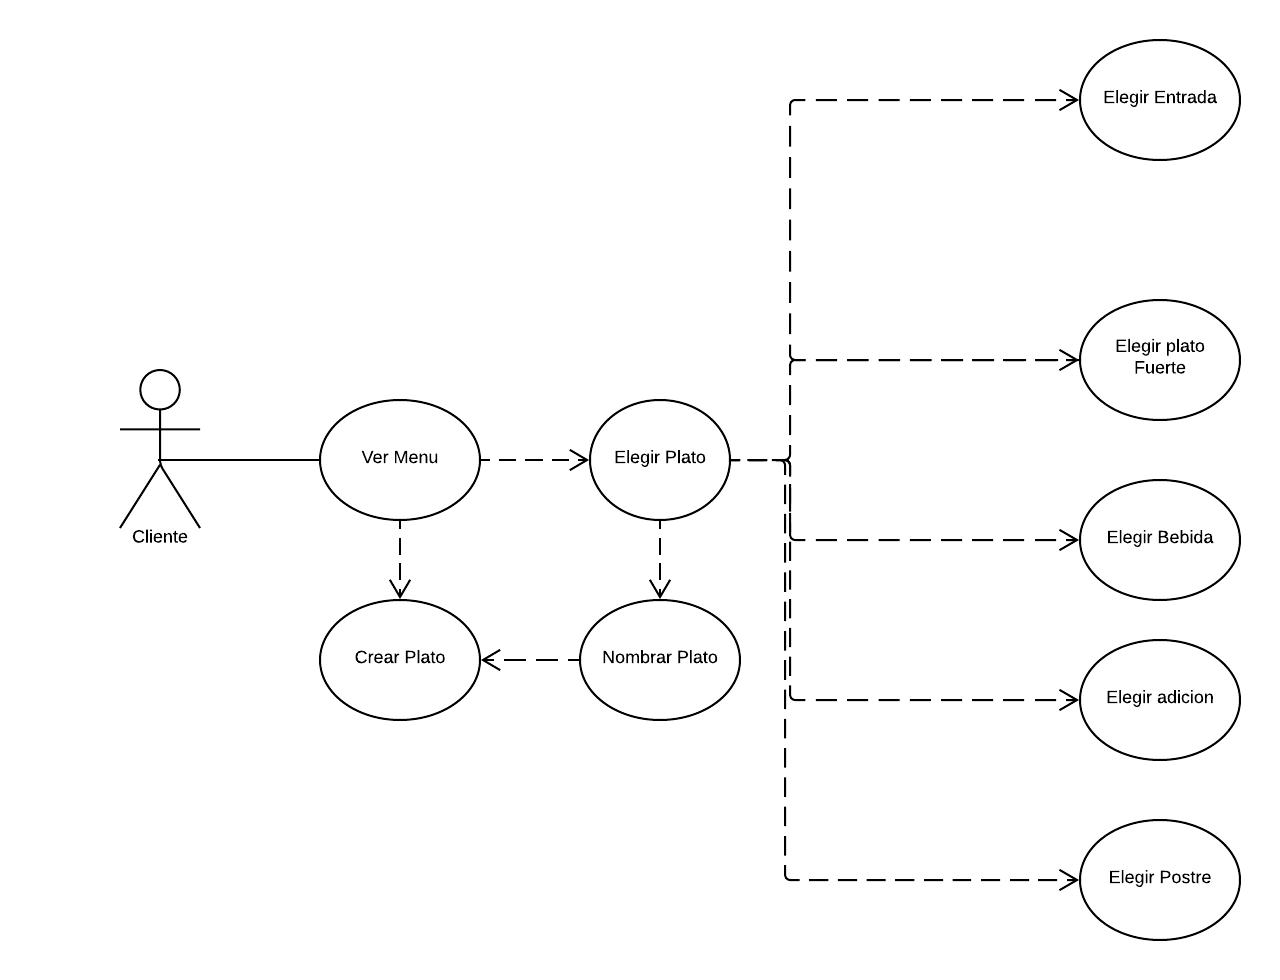 Elegir Entrada
Elegir plato
Fuerte
Ver Menu
Elegir Plato
Cliente
Elegir Bebida
Crear Plato
Nombrar Plato
Elegir adicion
Elegir Postre